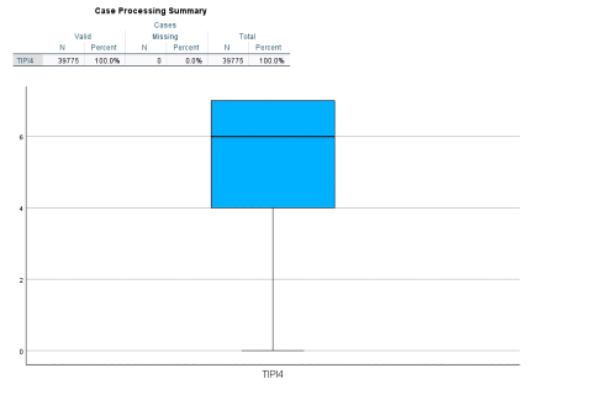 Case Processing Summary
Cases
Valid Missing Total
N Percent N Percent N Percent
TIPI4 39775 100.0% 0 0.0% 39775 100.0%
6
4
2
0
TIPI4